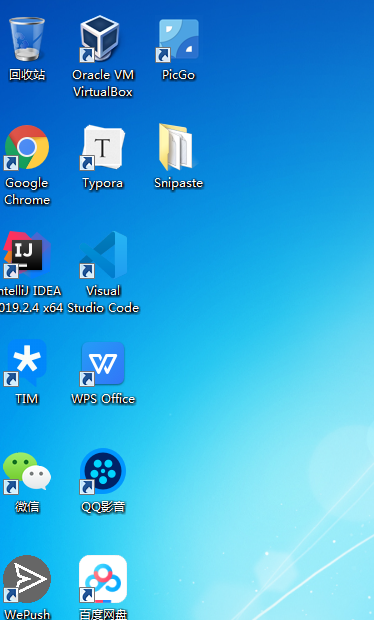 回收站
Oracle VM
VirtualBox
PicGo
Google
Chrome
Typora
Snipaste
IJ
ntelliJ IDEA
019.2.4 x64
Visual
Studio Code
TIM
WPS Office
微信
QQ影音
WePush
百度网盘